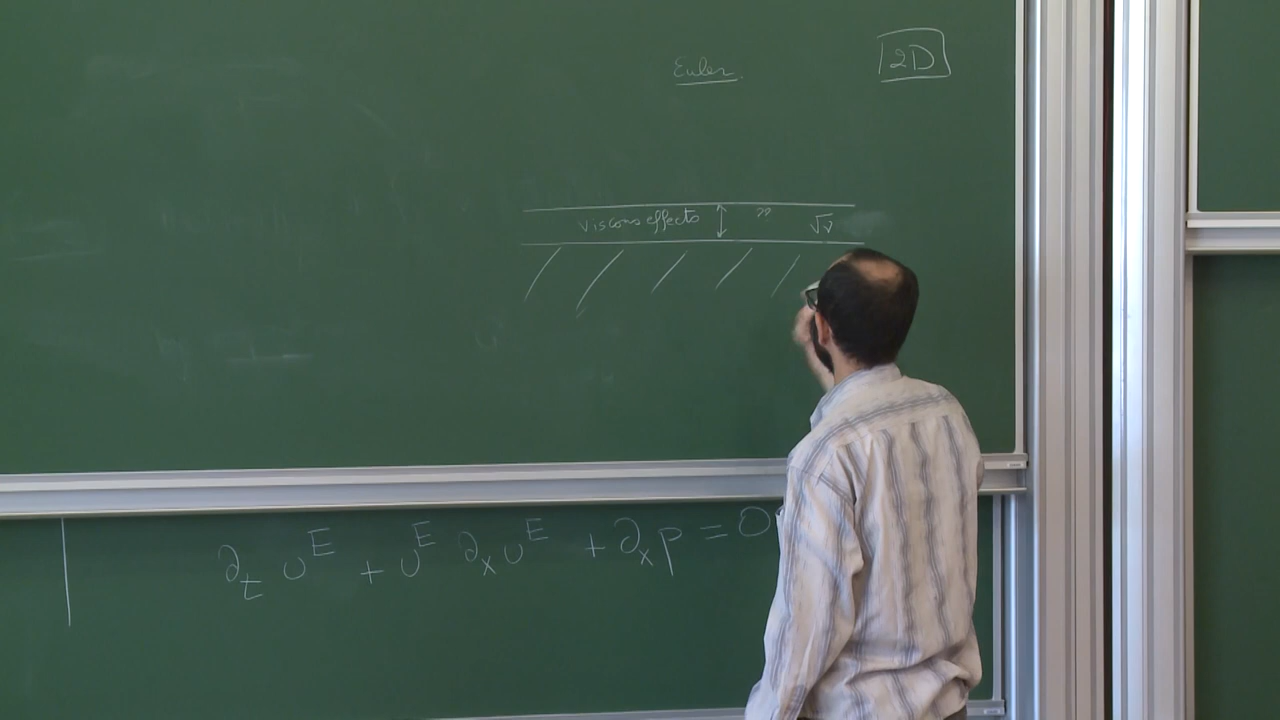 Euler
2D
viscous effects ?? √ν
∂_t u^E + u^E ∂_x u^E + ∂_x p = 0